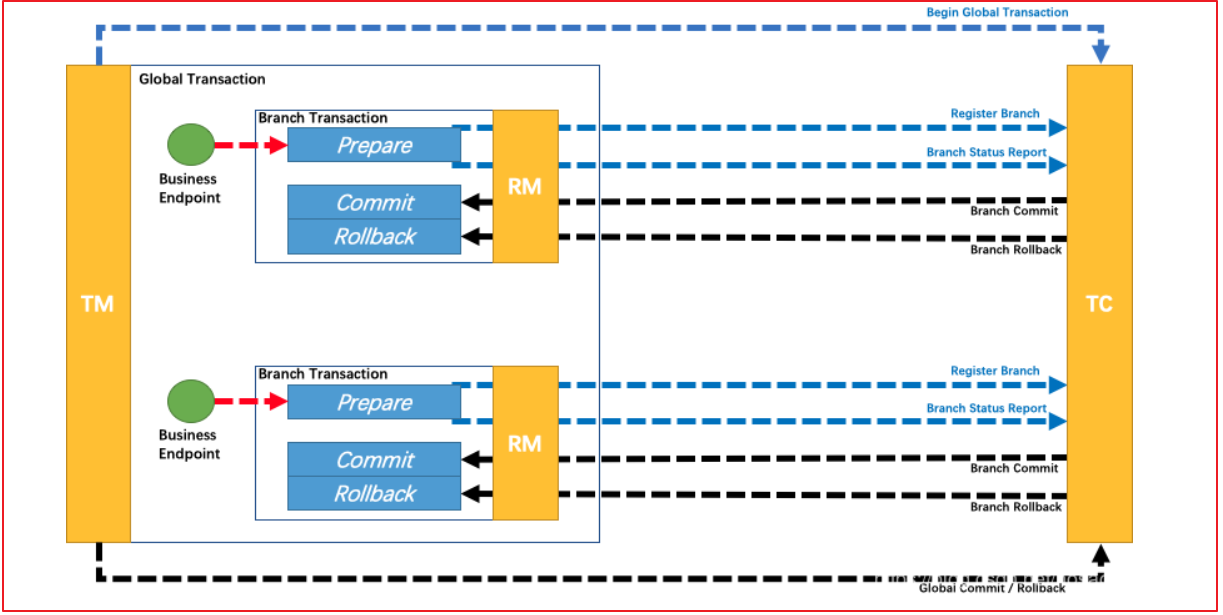 Begin Global Transaction
Global Transaction
Branch Transaction
Prepare
Business
Endpoint
Commit
Rollback
RM
Register Branch
Branch Status Report
Branch Commit
Branch Rollback
TM
TC
Branch Transaction
Prepare
Business
Endpoint
Commit
Rollback
RM
Register Branch
Branch Status Report
Branch Commit
Branch Rollback
Global Commit / Rollback